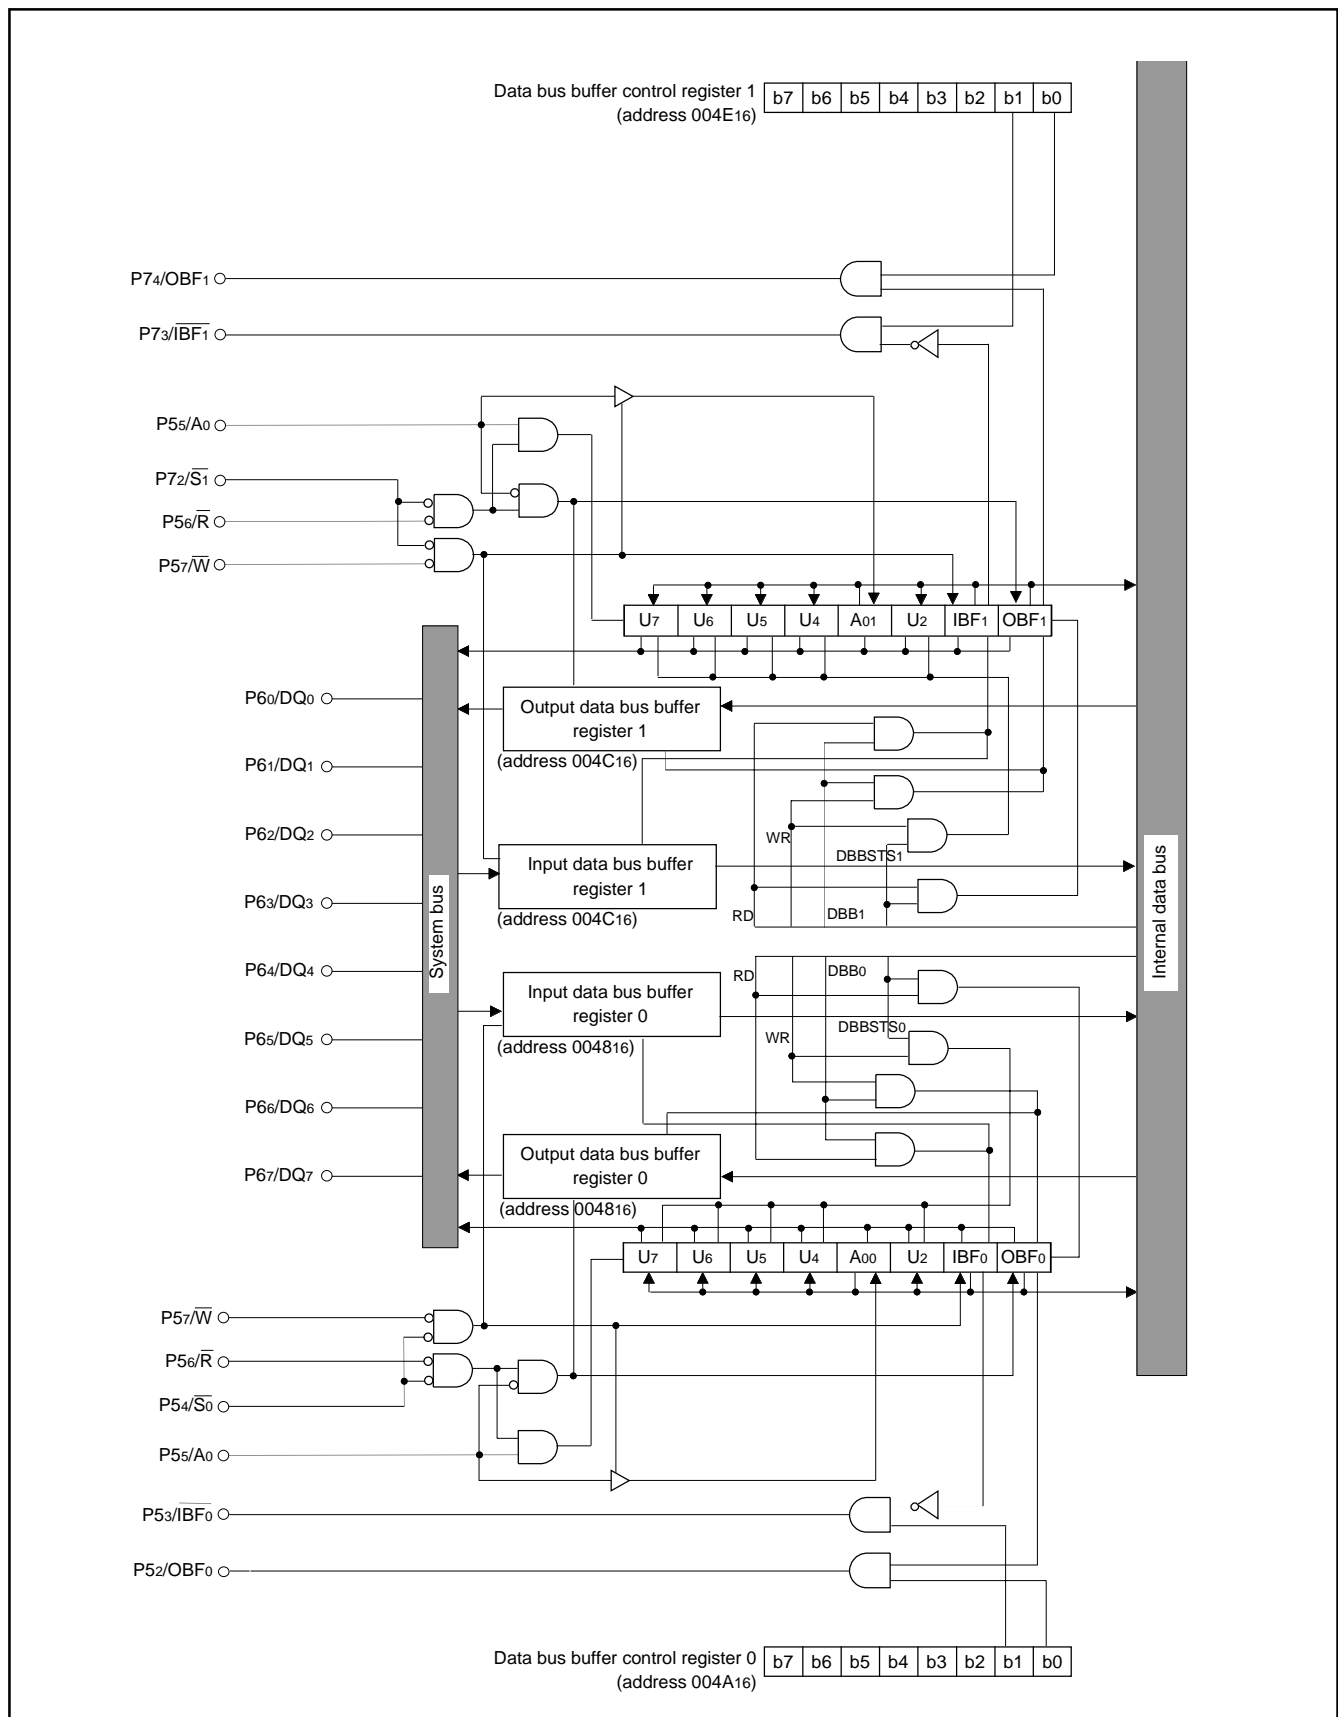 Data bus buffer control register 1 b7 b6 b5 b4 b3 b2 b1 b0
(address 004E16)
P74/OBF1
P73/IBF1
P55/A0
P72/S1
P56/R
P57/W
U7 U6 U5 U4 A01 U2 IBF1 OBF1
P60/DQ0
Output data bus buffer
register 1
(address 004C16)
P61/DQ1
P62/DQ2
WR
DBBSTS1
Input data bus buffer
register 1
P63/DQ3
(address 004C16)
RD
DBB1
System bus
Internal data bus
P64/DQ4
RD
DBB0
Input data bus buffer
register 0
DBBSTS0
P65/DQ5
WR
(address 004816)
P66/DQ6
Output data bus buffer
register 0
P67/DQ7
(address 004816)
U7 U6 U5 U4 A00 U2 IBF0 OBF0
P57/W
P56/R
P54/S0
P55/A0
P53/IBF0
P52/OBF0
Data bus buffer control register 0 b7 b6 b5 b4 b3 b2 b1 b0
(address 004A16)